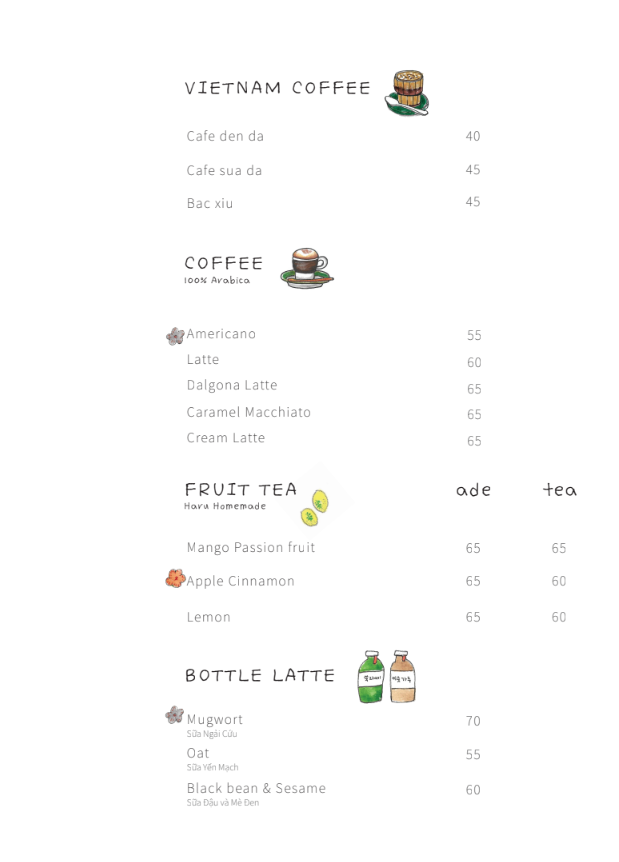 VIETNAM COFFEE
Cafe den da 40
Cafe sua da 45
Bac xiu 45
COFFEE
100% Arabica
Americano 55
Latte 60
Dalgona Latte 65
Caramel Macchiato 65
Cream Latte 65
FRUIT TEA ade tea
Haru Homemade
Mango Passion fruit 65 65
Apple Cinnamon 65 60
Lemon 65 60
BOTTLE LATTE
Mugwort 70
Sữa Ngải Cứu
Oat 55
Sữa Yến Mạch
Black bean & Sesame 60
Sữa Đậu và Mè Đen